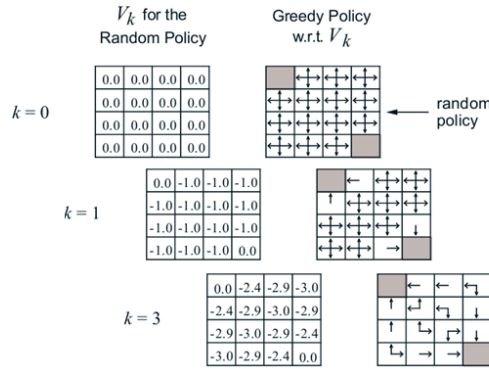 V_k for the
Random Policy
Greedy Policy
w.r.t. V_k
k = 0
0.0 0.0 0.0 0.0
0.0 0.0 0.0 0.0
0.0 0.0 0.0 0.0
0.0 0.0 0.0 0.0
random
policy
k = 1
0.0 -1.0 -1.0 -1.0
-1.0 -1.0 -1.0 -1.0
-1.0 -1.0 -1.0 -1.0
-1.0 -1.0 -1.0 0.0
k = 3
0.0 -2.4 -2.9 -3.0
-2.4 -2.9 -3.0 -2.9
-2.9 -3.0 -2.9 -2.4
-3.0 -2.9 -2.4 0.0